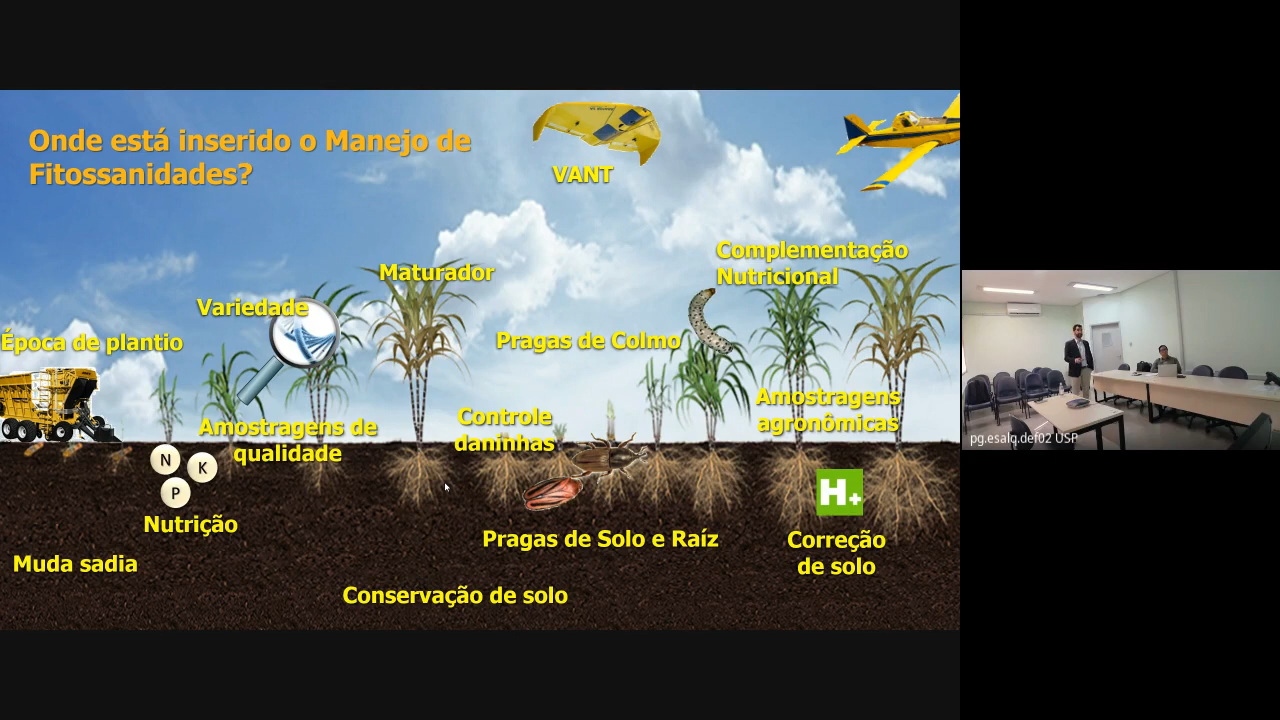 Onde está inserido o Manejo de
Fitossanidades?
VANT
Complementação
Nutricional
Maturador
Variedade
Época de plantio
Pragas de Colmo
Amostragens
agronômicas
Controle
daninhas
Amostragens de
qualidade
N
K
P
H+
Nutrição
Pragas de Solo e Raíz
Correção
de solo
Muda sadia
Conservação de solo
pg.esalq.def02 USP